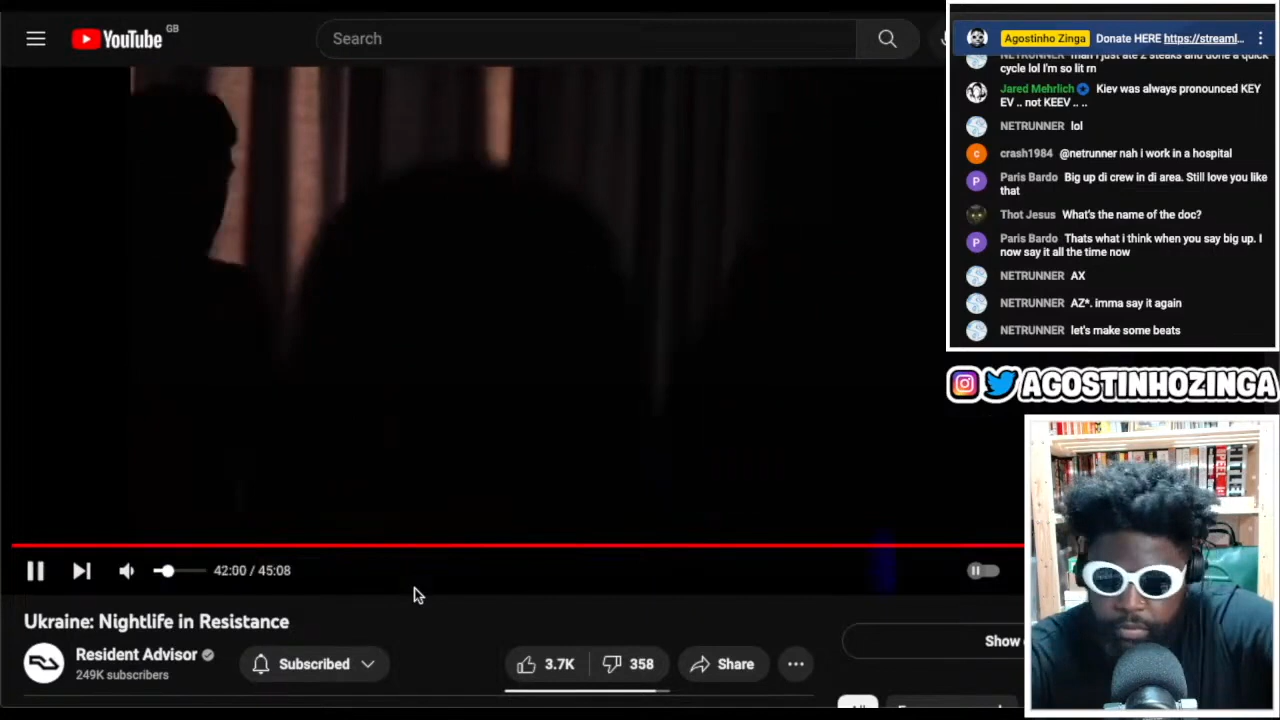 YouTube GB
Search
Agostinho Zinga Donate HERE https://streaml...
NETRUNNER man i just ate 2 steaks and done a quick
cycle lol I'm so lit rn
Jared Mehrlich Kiev was always pronounced KEY
EV .. not KEEV .. ..
NETRUNNER lol
crash1984 @netrunner nah i work in a hospital
Paris Bardo Big up di crew in di area. Still love you like
that
Thot Jesus What's the name of the doc?
Paris Bardo Thats what i think when you say big up. I
now say it all the time now
NETRUNNER AX
NETRUNNER AZ*. imma say it again
NETRUNNER let's make some beats
AGOSTINHOZINGA
42:00 / 45:08
Ukraine: Nightlife in Resistance
Resident Advisor
249K subscribers
Subscribed
3.7K
358
Share
Show
All